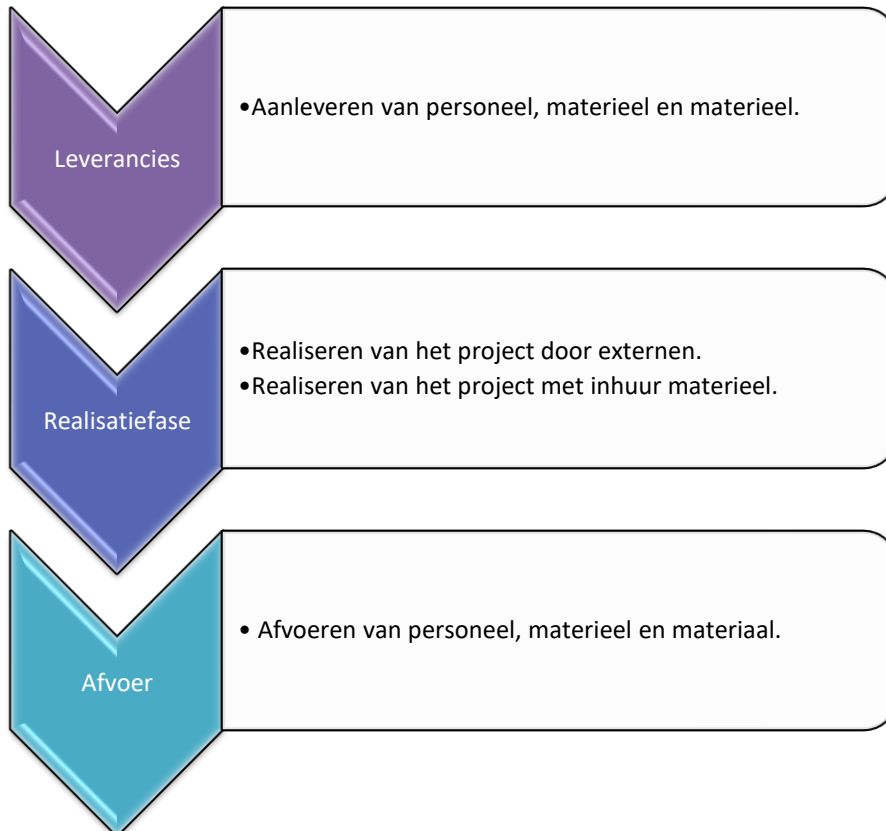 Leverancies
•Aanleveren van personeel, materieel en materieel.
Realisatiefase
•Realiseren van het project door externen.
•Realiseren van het project met inhuur materieel.
Afvoer
• Afvoeren van personeel, materieel en materiaal.